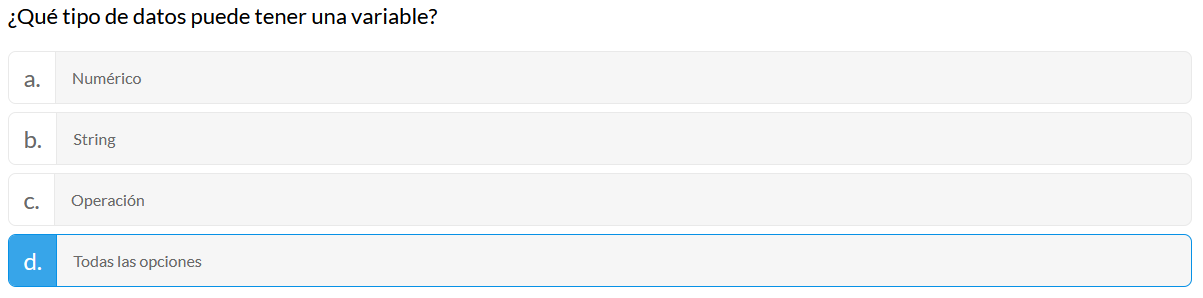 ¿Qué tipo de datos puede tener una variable?
a. Numérico
b. String
c. Operación
d. Todas las opciones